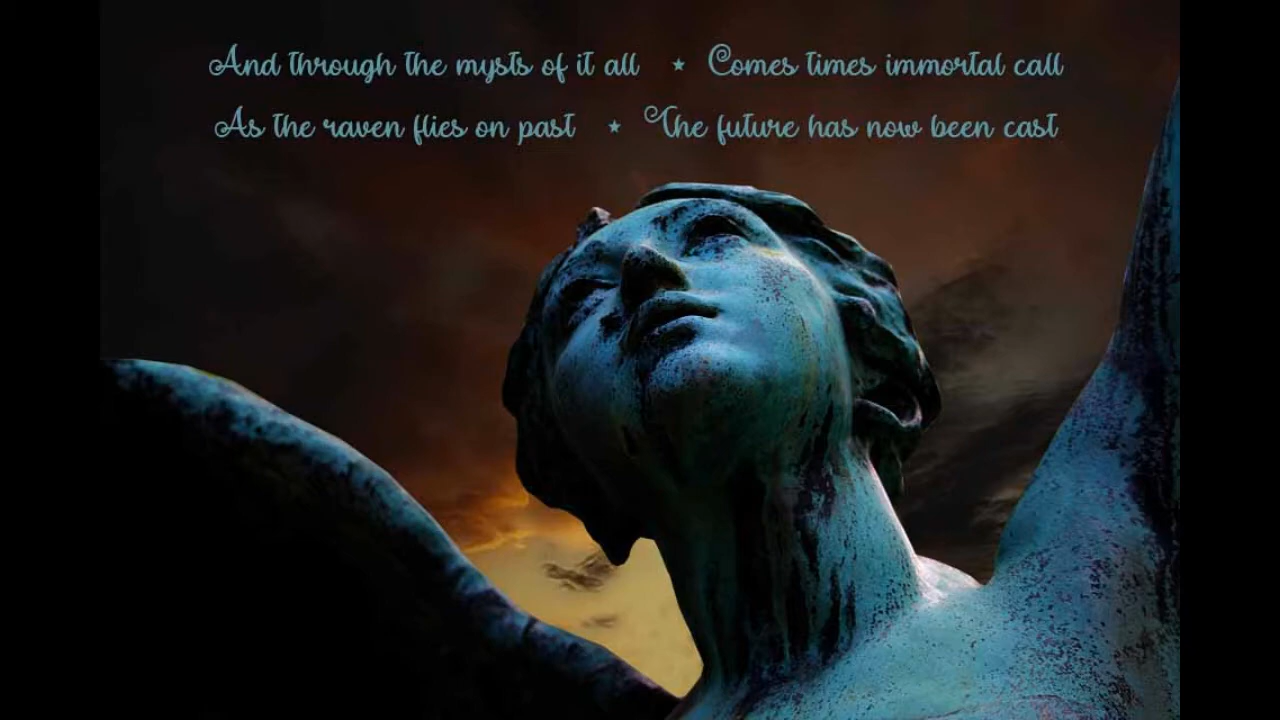 And through the mysts of it all ★ Comes times immortal call
As the raven flies on past ★ The future has now been cast